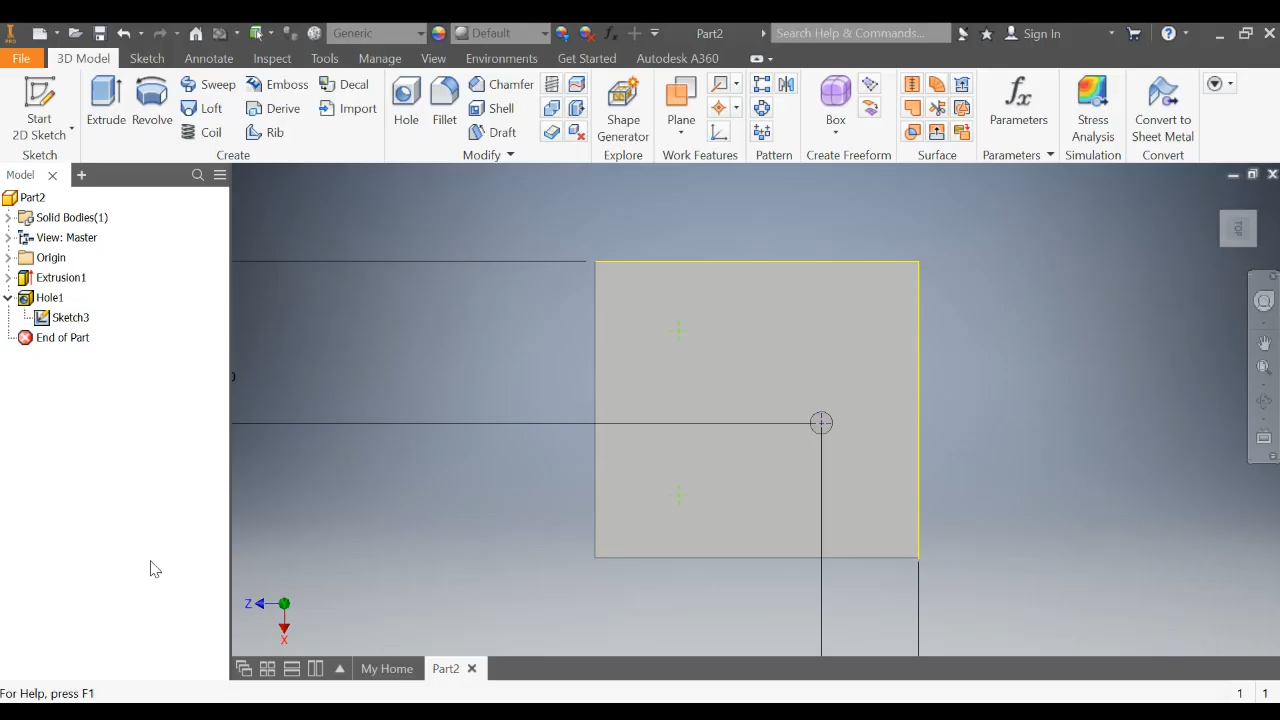 PRO
Generic
Default
Part2
Search Help & Commands...
Sign In
File
3D Model
Sketch
Annotate
Inspect
Tools
Manage
View
Environments
Get Started
Autodesk A360
Start
2D Sketch
Sketch
Extrude
Revolve
Sweep
Loft
Coil
Emboss
Derive
Rib
Decal
Import
Create
Hole
Fillet
Chamfer
Shell
Draft
Modify
Shape
Generator
Explore
Plane
Work Features
Pattern
Box
Create Freeform
Surface
fx
Parameters
Parameters
Stress
Analysis
Simulation
Convert to
Sheet Metal
Convert
Model
Part2
Solid Bodies(1)
View: Master
Origin
Extrusion1
Hole1
Sketch3
End of Part
TOP
Z
X
My Home
Part2
For Help, press F1
1
1